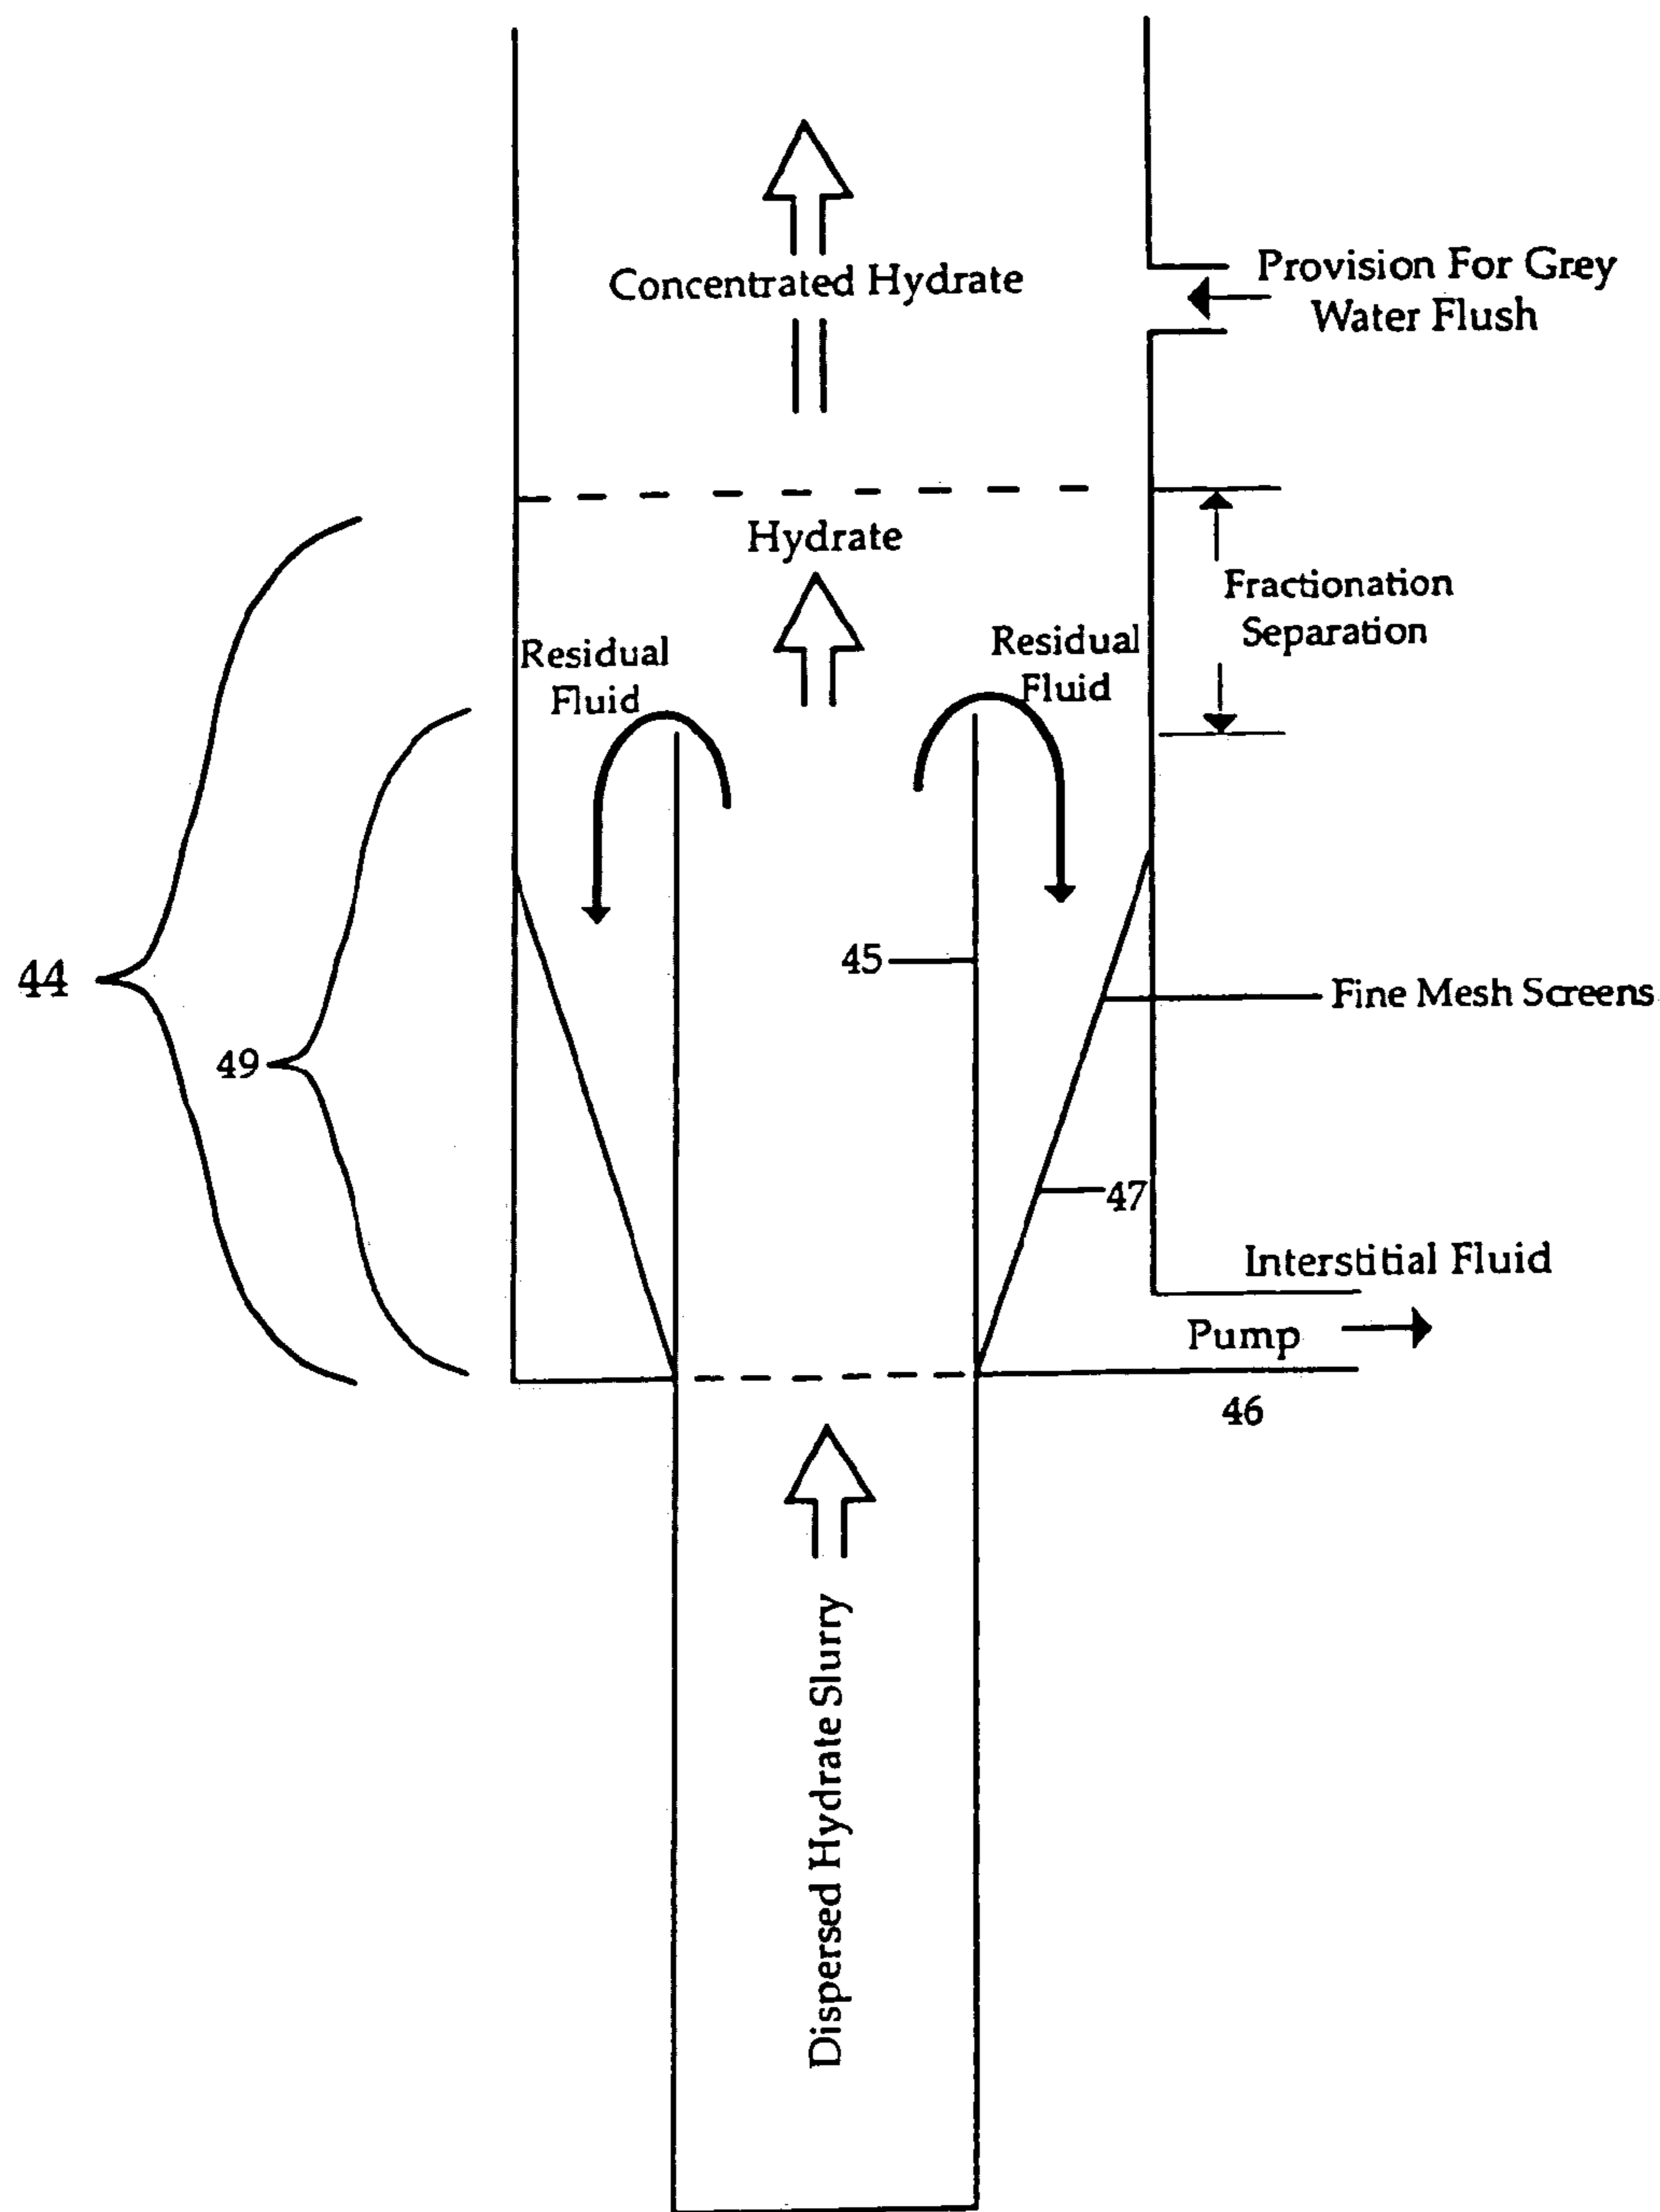 Concentrated Hydrate
Provision For Grey
Water Flush
Hydrate
Fractionation
Separation
Residual
Fluid
Residual
Fluid
44
45
Fine Mesh Screens
49
47
Interstitial Fluid
Pump
46
Dispersed Hydrate Slurry